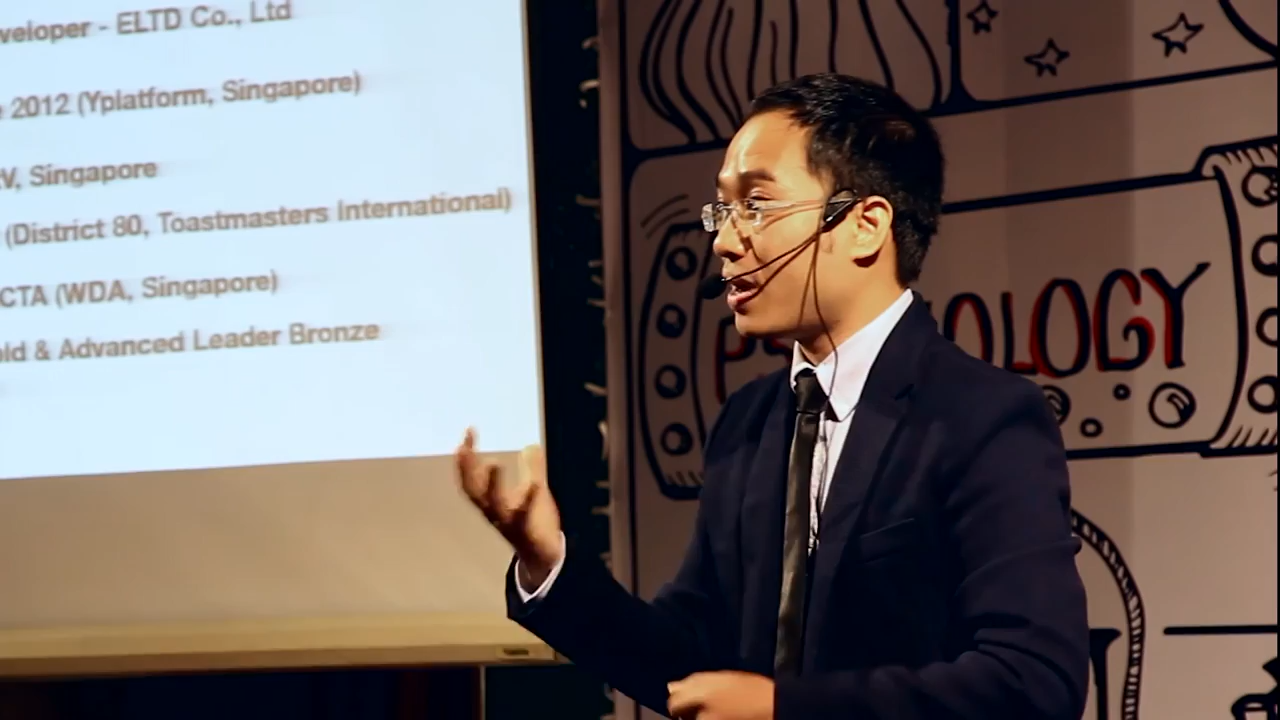 veloper - ELTD Co., Ltd
2012 (Yplatform, Singapore)
V, Singapore
(District 80, Toastmasters International)
CTA (WDA, Singapore)
ld & Advanced Leader Bronze
OLOGY